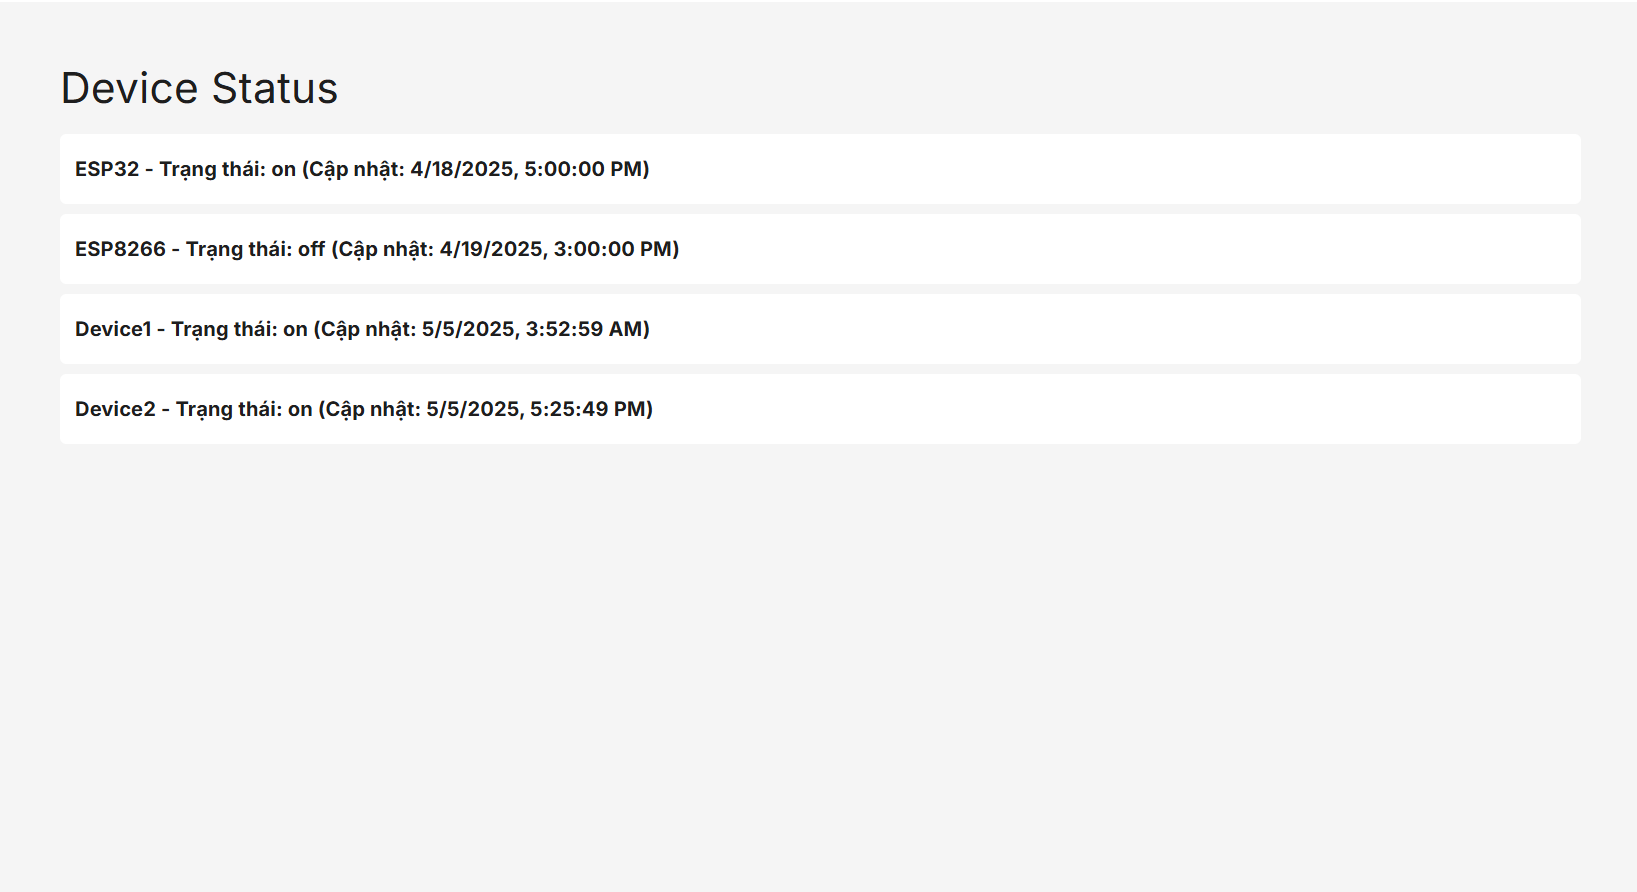 Device Status
ESP32 - Trạng thái: on (Cập nhật: 4/18/2025, 5:00:00 PM)
ESP8266 - Trạng thái: off (Cập nhật: 4/19/2025, 3:00:00 PM)
Device1 - Trạng thái: on (Cập nhật: 5/5/2025, 3:52:59 AM)
Device2 - Trạng thái: on (Cập nhật: 5/5/2025, 5:25:49 PM)